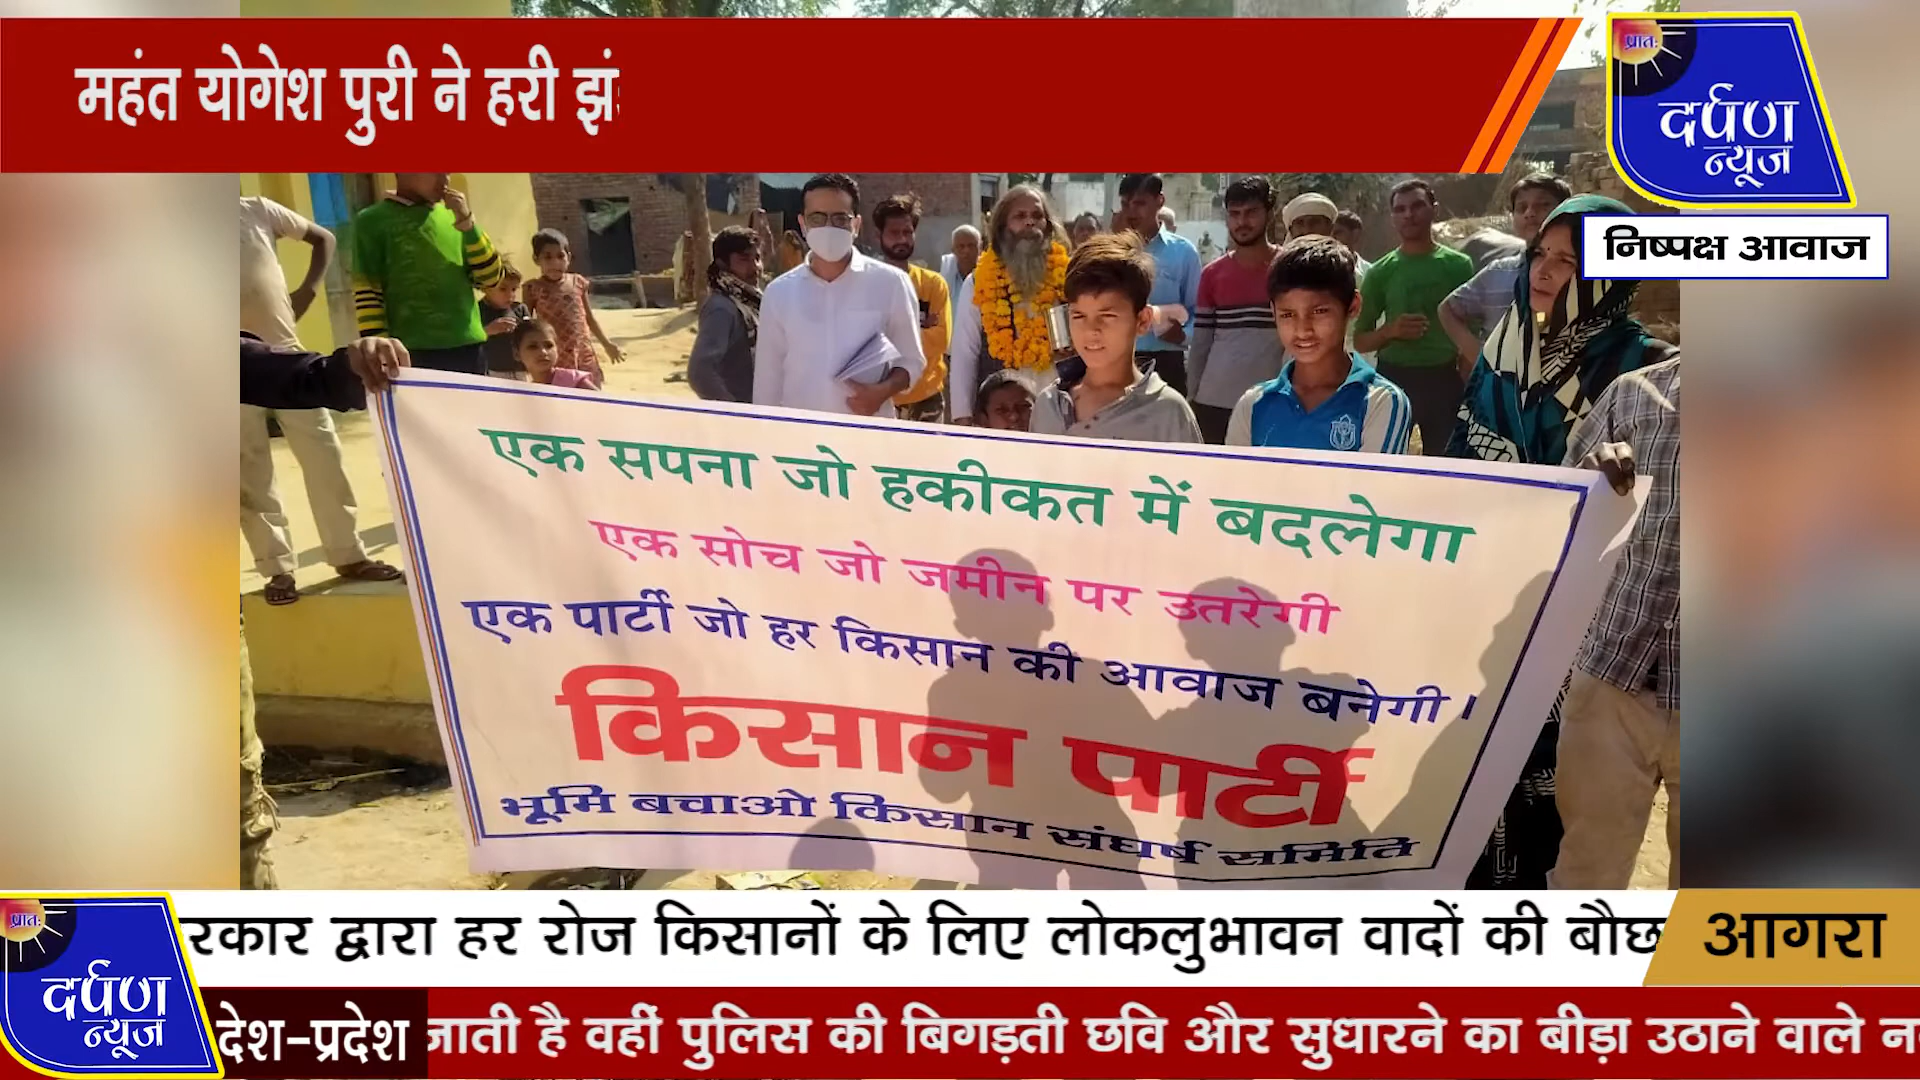 महंत योगेश पुरी ने हरी
प्रातः
दर्पण
न्यूज
निष्पक्ष आवाज
एक सपना जो हकीकत में बदलेगा
एक सोच जो जमीन पर उतरेगी
एक पार्टी जो हर किसान की आवाज बनेगी।
किसान पार्टी
भूमि बचाओ किसान संघर्ष समिति
प्रातः
दर्पण
न्यूज
रकार द्वारा हर रोज किसानों के लिए लोकलुभावन वादों की बौछ
आगरा
देश-प्रदेश
जाती है वहीं पुलिस की बिगड़ती छवि और सुधारने का बीड़ा उठाने वाले